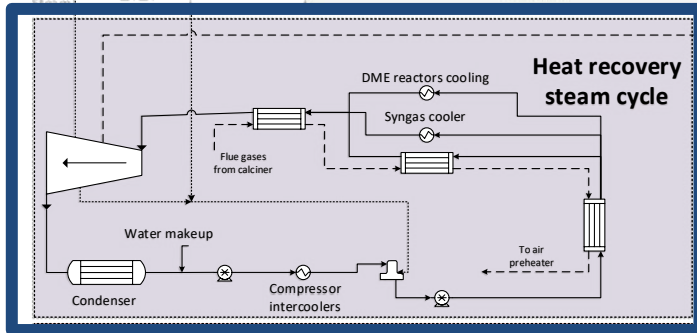 DME reactors cooling
Heat recovery
steam cycle
Syngas cooler
Flue gases
from calciner
Water makeup
To air
preheater
Compressor
intercoolers
Condenser